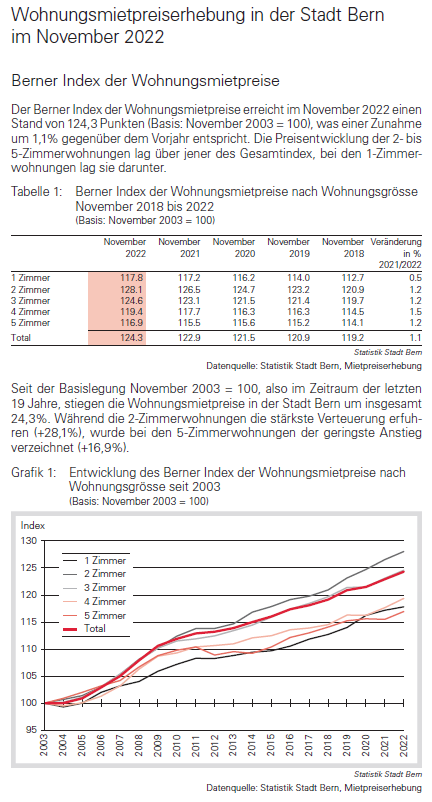 Wohnungsmietpreiserhebung in der Stadt Bern
im November 2022
Berner Index der Wohnungsmietpreise
Der Berner Index der Wohnungsmietpreise erreicht im November 2022 einen
Stand von 124,3 Punkten (Basis: November 2003 = 100), was einer Zunahme
um 1,1% gegenüber dem Vorjahr entspricht. Die Preisentwicklung der 2- bis
5-Zimmerwohnungen lag über jener des Gesamtindex, bei den 1-Zimmer-
wohnungen lag sie darunter.
Tabelle 1: Berner Index der Wohnungsmietpreise nach Wohnungsgrösse
November 2018 bis 2022
(Basis: November 2003 = 100)
November November November November November Veränderung
2022 2021 2020 2019 2018 in %
2021/2022
1 Zimmer 117.8 117.2 116.2 114.0 112.7 0.5
2 Zimmer 128.1 126.5 124.7 123.2 120.9 1.2
3 Zimmer 124.6 123.1 121.5 121.4 119.7 1.2
4 Zimmer 119.4 117.7 116.3 116.3 114.5 1.5
5 Zimmer 116.9 115.5 115.6 115.2 114.1 1.2
Total 124.3 122.9 121.5 120.9 119.2 1.1
Statistik Stadt Bern
Datenquelle: Statistik Stadt Bern, Mietpreiserhebung
Seit der Basislegung November 2003 = 100, also im Zeitraum der letzten
19 Jahre, stiegen die Wohnungsmietpreise in der Stadt Bern um insgesamt
24,3%. Während die 2-Zimmerwohnungen die stärkste Verteuerung erfuh-
ren (+28,1%), wurde bei den 5-Zimmerwohnungen der geringste Anstieg
verzeichnet (+16,9%).
Grafik 1: Entwicklung des Berner Index der Wohnungsmietpreise nach
Wohnungsgrösse seit 2003
(Basis: November 2003 = 100)
Index
130
125
120
115
110
105
100
95
1 Zimmer
2 Zimmer
3 Zimmer
4 Zimmer
5 Zimmer
Total
2003 2004 2005 2006 2007 2008 2009 2010 2011 2012 2013 2014 2015 2016 2017 2018 2019 2020 2021 2022
Statistik Stadt Bern
Datenquelle: Statistik Stadt Bern, Mietpreiserhebung